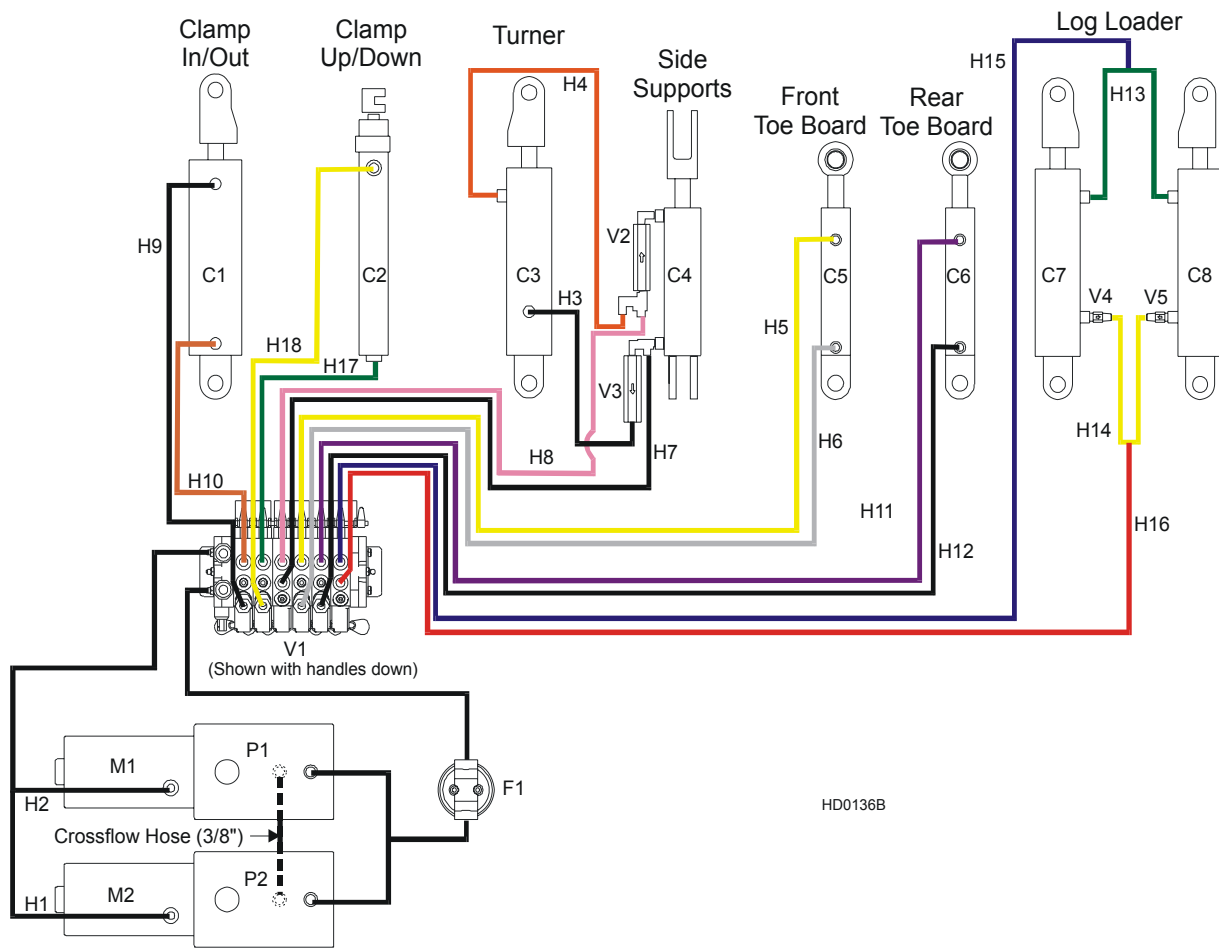 Clamp
In/Out
Clamp
Up/Down
Turner
Side
Supports
Front
Toe Board
Rear
Toe Board
Log Loader
H15
H4
H13
H9
V2
C1
C2
C3
C4
C5
C6
C7
C8
H3
V4
V5
H5
H18
H17
V3
H14
H6
H8
H7
H10
H11
H16
H12
V1
(Shown with handles down)
P1
M1
F1
H2
HD0136B
Crossflow Hose (3/8")
P2
M2
H1